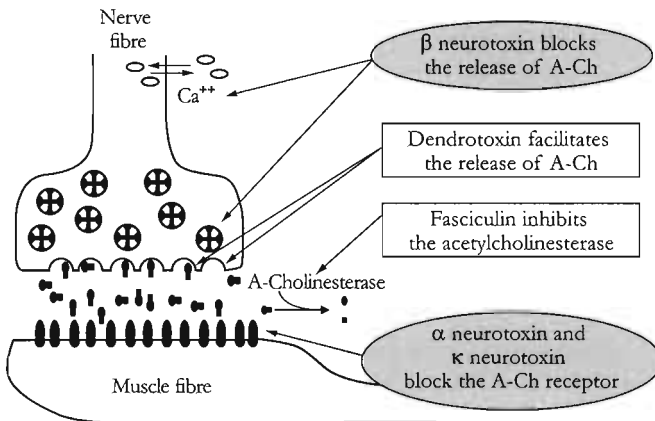 Nerve
fibre
Ca++
β neurotoxin blocks
the release of A-Ch
Dendrotoxin facilitates
the release of A-Ch
Fasciculin inhibits
the acetylcholinesterase
A-Cholinesterase
α neurotoxin and
κ neurotoxin
block the A-Ch receptor
Muscle fibre